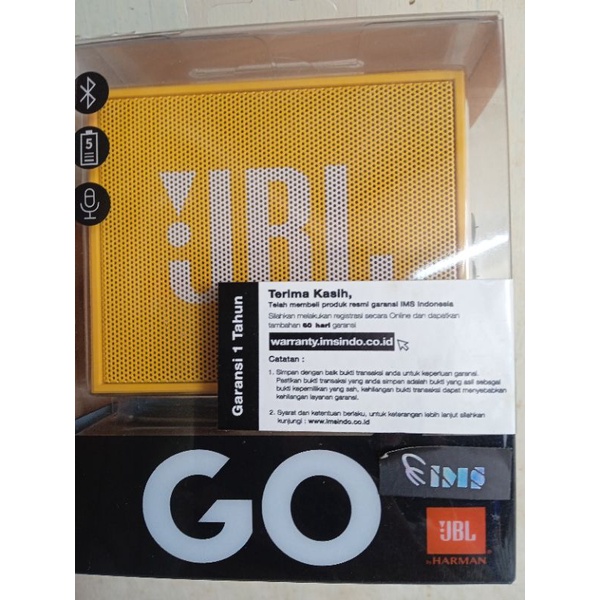 5
JBL
Garansi 1 Tahun
Terima Kasih,
Telah membeli produk resmi garansi IMS Indonesia
Silahkan melakukan registrasi secara Online dan dapatkan
tambahan 60 hari garansi
warranty.imsindo.co.id
Catatan :
1. Simpan dengan baik bukti transaksi anda untuk keperluan garansi.
Pastikan bukti transaksi yang anda simpan adalah bukti yang asli sebagai
bukti kepemilikan yang sah, kehilangan bukti transaksi dapat menyebabkan
kehilangan layanan garansi.
2. Syarat dan ketentuan berlaku, untuk keterangan lebih lanjut silahkan
kunjungi : www.imsindo.co.id
GO
IMS
JBL
by HARMAN